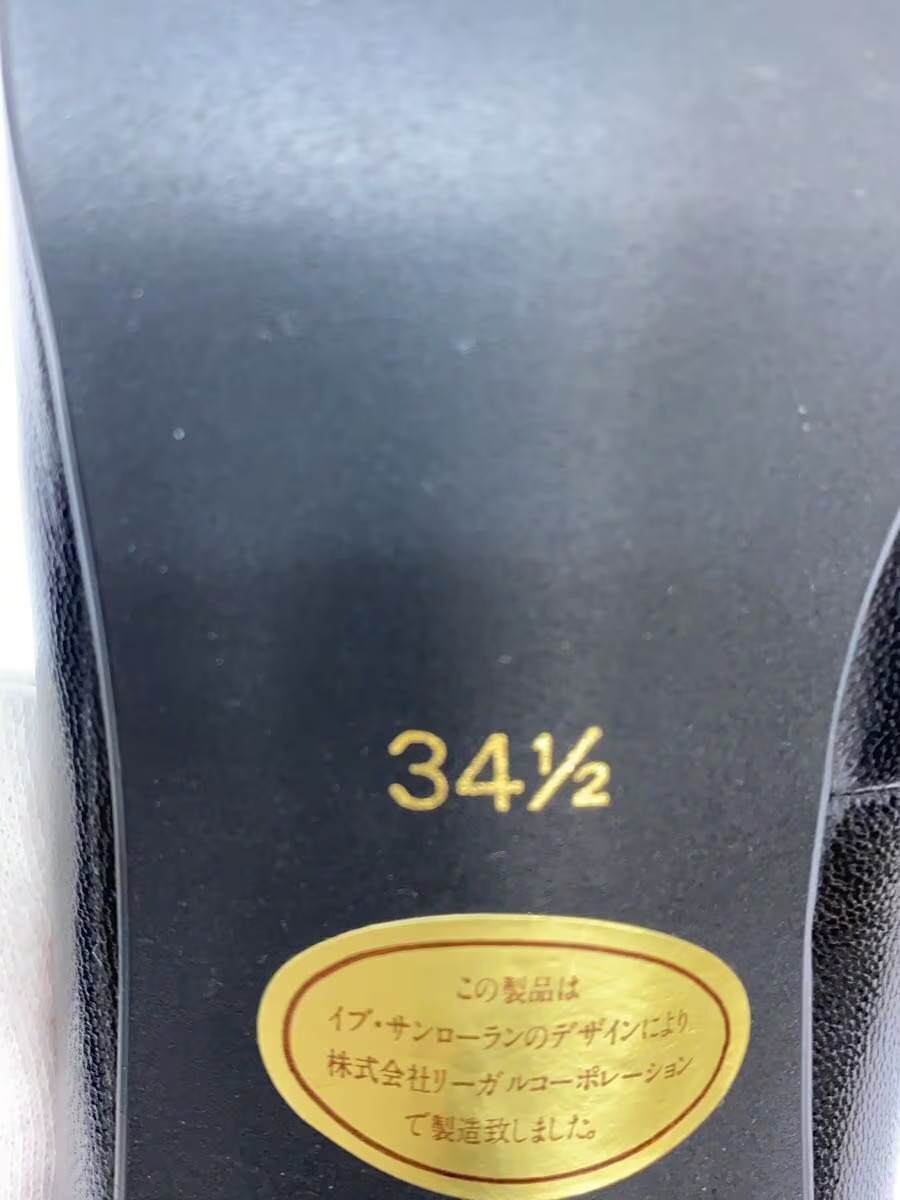 34½
この製品は
イブ・サンローランのデザインにより
株式会社リーガルコーポレーション
で製造致しました。